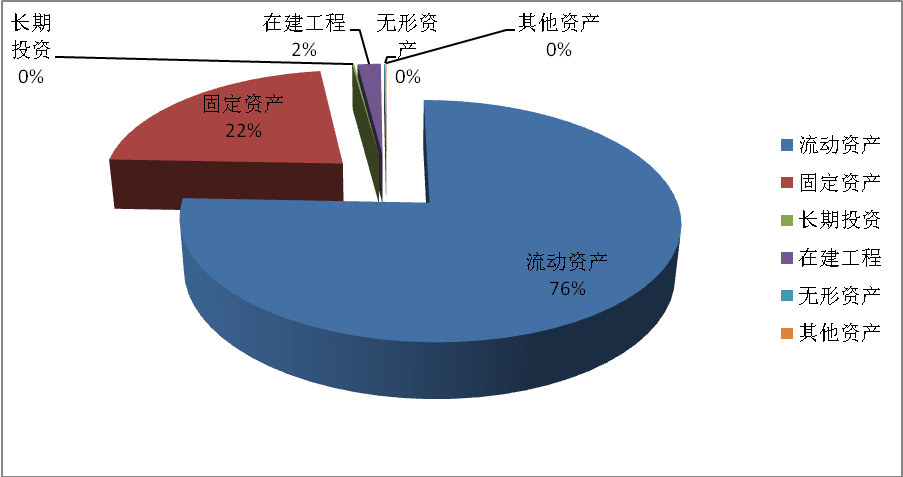 长期
投资
0%
在建工程
2%
无形资
产
0%
其他资产
0%
固定资产
22%
流动资产
76%
流动资产
固定资产
长期投资
在建工程
无形资产
其他资产